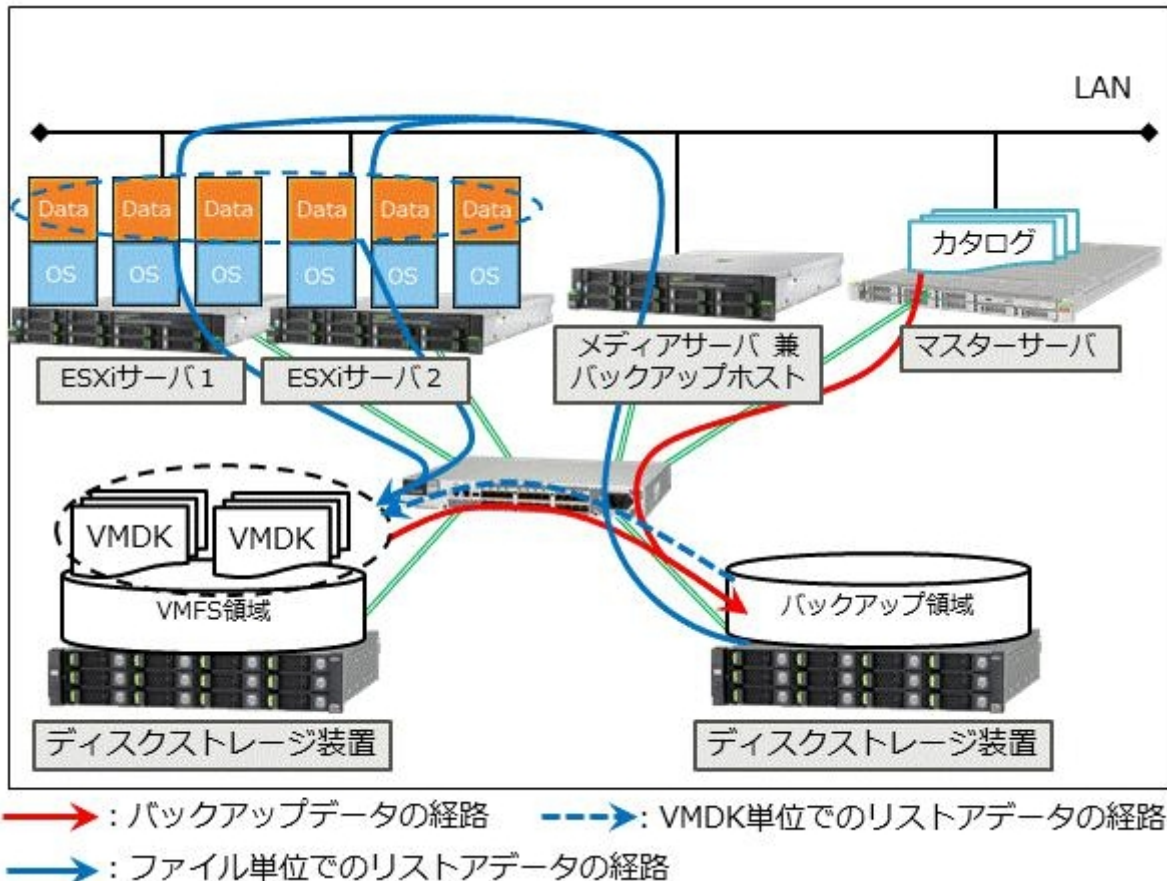 LAN
Data Data Data Data Data Data
OS OS OS OS OS OS
カタログ
ESXiサーバ1
ESXiサーバ2
メディアサーバ 兼
バックアップホスト
マスターサーバ
VMDK VMDK
VMFS領域
バックアップ領域
ディスクストレージ装置
ディスクストレージ装置
：バックアップデータの経路
：VMDK単位でのリストアデータの経路
：ファイル単位でのリストアデータの経路